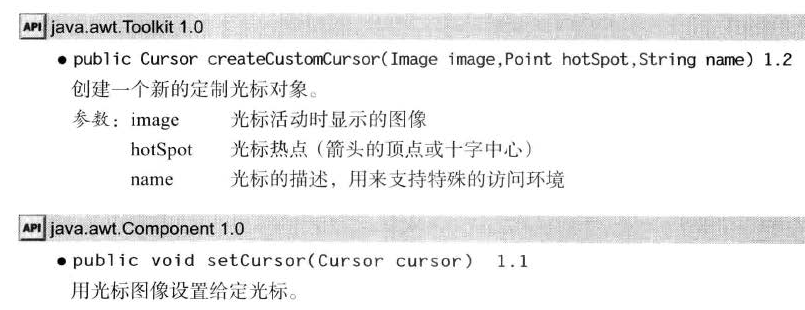 API java.awt.Toolkit 1.0
● public Cursor createCustomCursor(Image image,Point hotSpot,String name) 1.2
创建一个新的定制光标对象。
参数：image 光标活动时显示的图像
hotSpot 光标热点（箭头的顶点或十字中心）
name 光标的描述，用来支持特殊的访问环境
API java.awt.Component 1.0
● public void setCursor(Cursor cursor) 1.1
用光标图像设置给定光标。